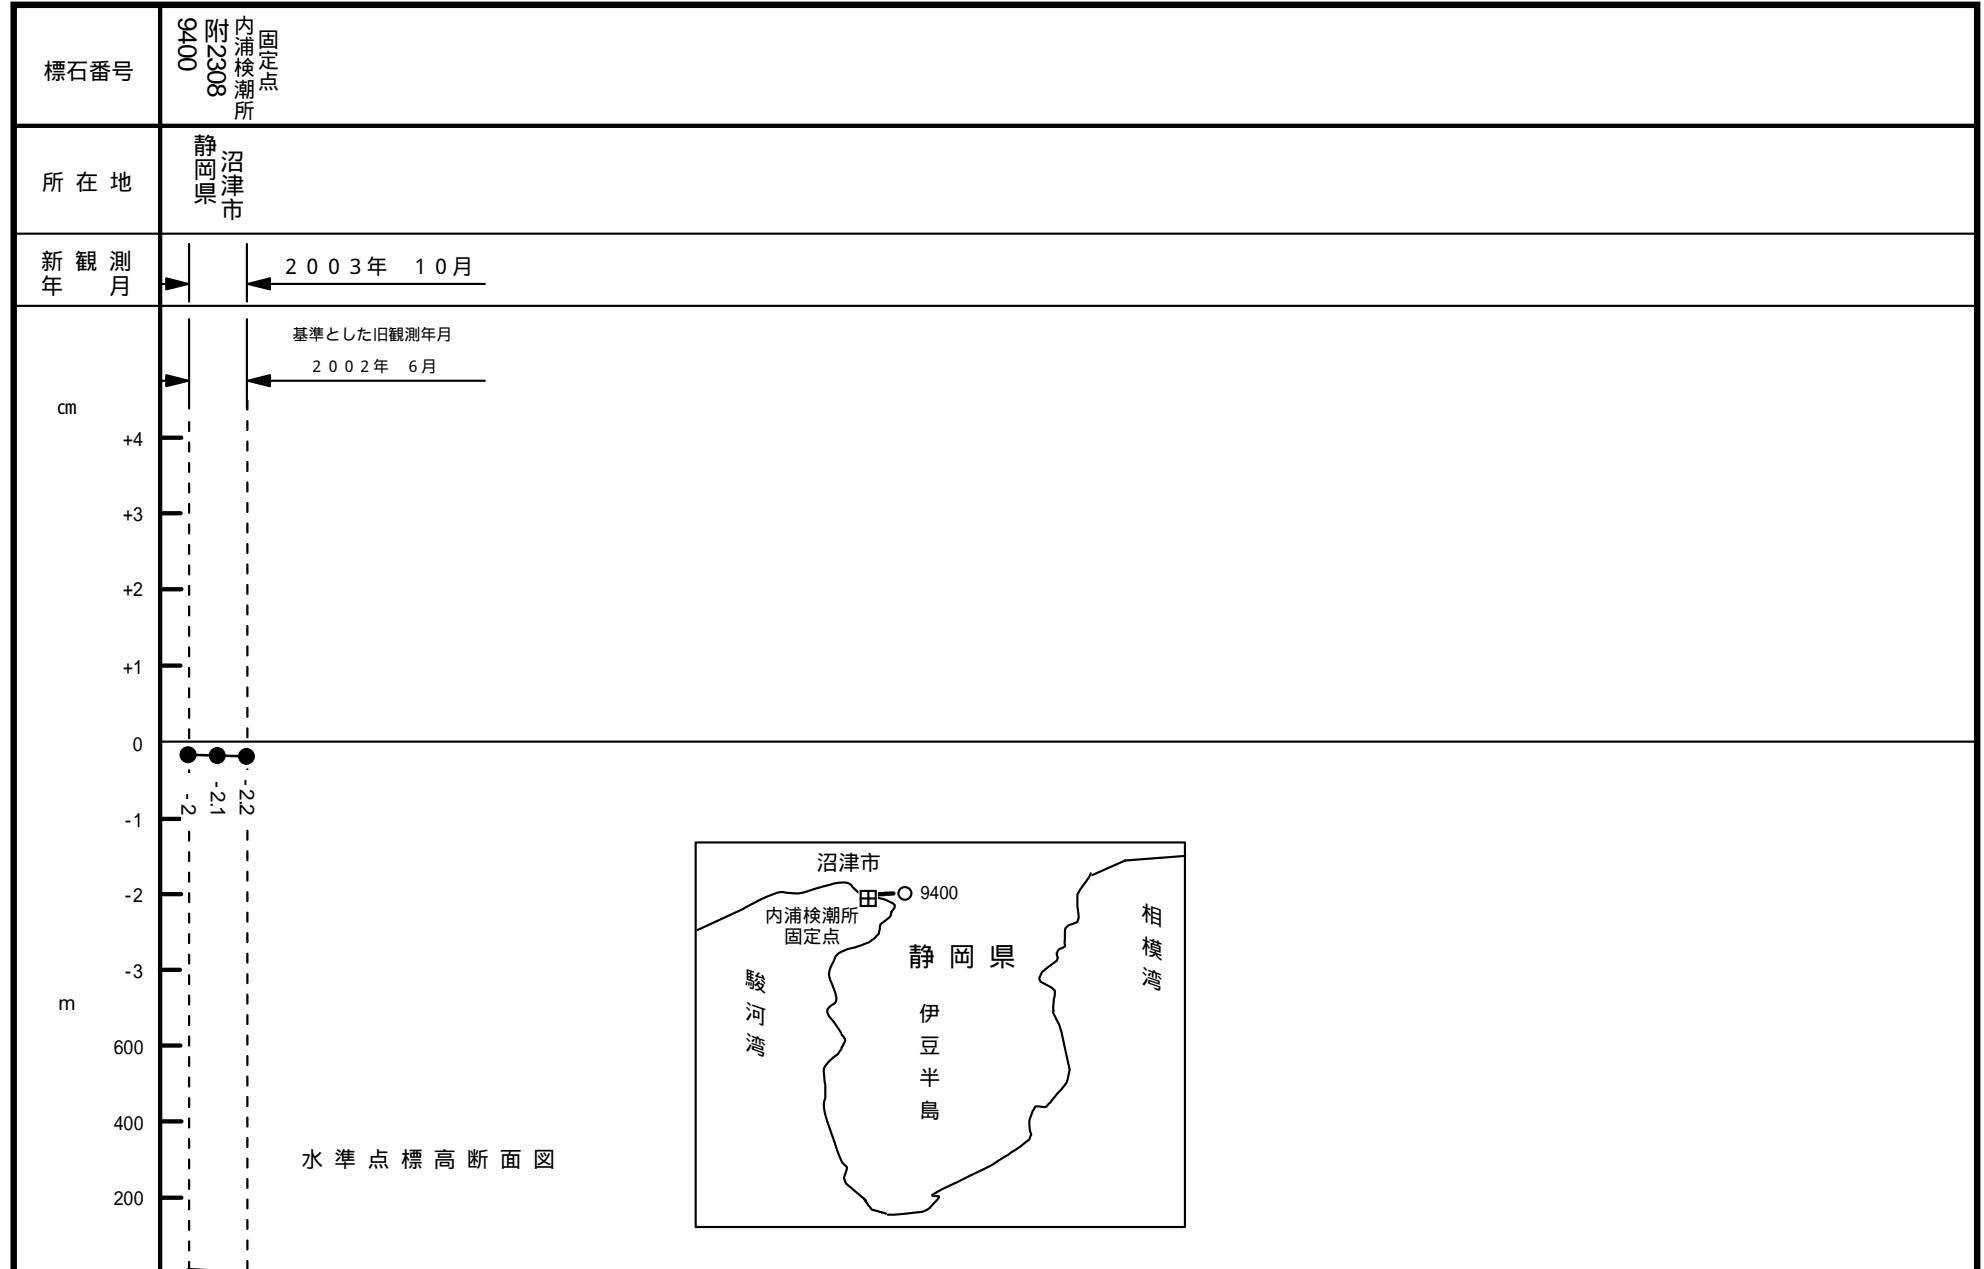 標石番号
9400
附2308
内浦検潮所
固定点
所在地
静岡県
沼津市
新観測
年月
2003年 10月
基準とした旧観測年月
2002年 6月
cm
+4
+3
+2
+1
0
-1
-2
-3
-2
-2.1
-2.2
m
600
400
200
水準点標高断面図
沼津市
9400
内浦検潮所
固定点
静岡県
駿河湾
伊豆半島
相模湾